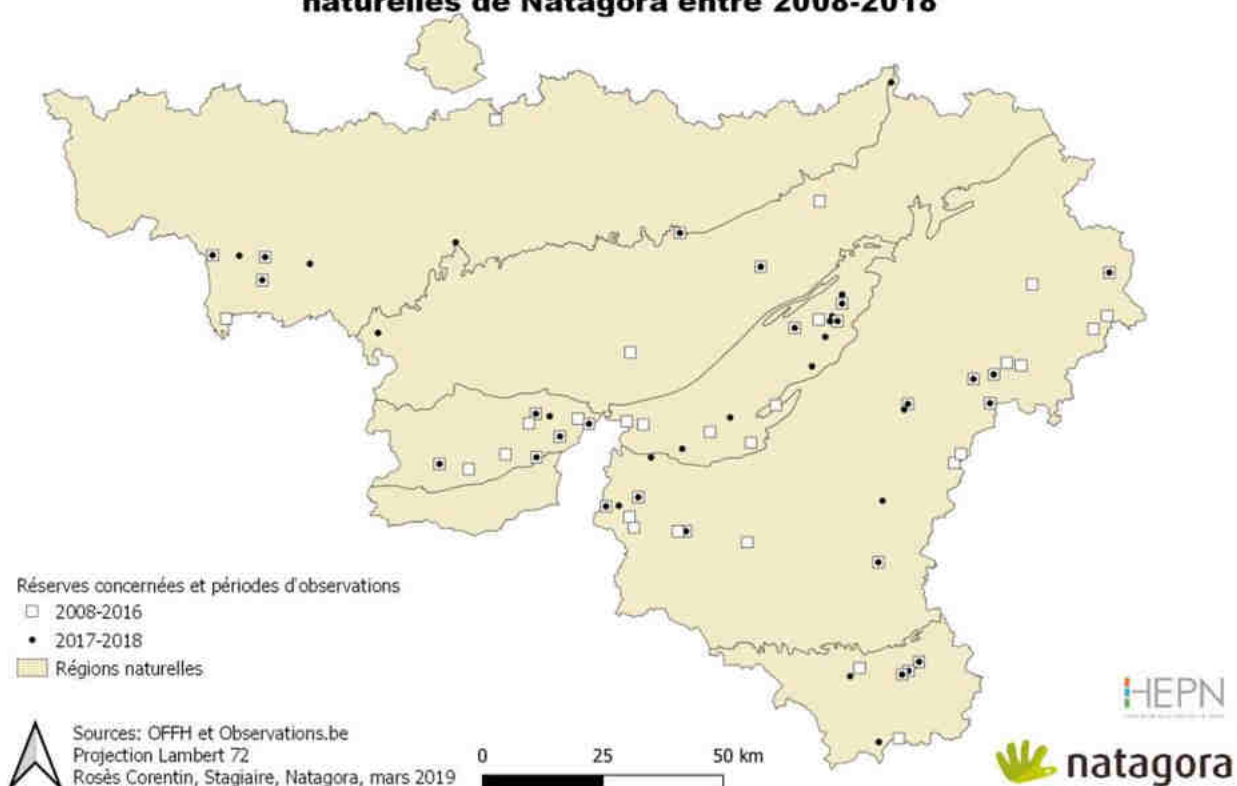 naturelles de Natagora entre 2008-2018
Réserves concernées et périodes d'observations
2008-2016
2017-2018
Régions naturelles
Sources: OFFH et Observations.be
Projection Lambert 72
Rosès Corentin, Stagiaire, Natagora, mars 2019
0 25 50 km
HEPN
natagora